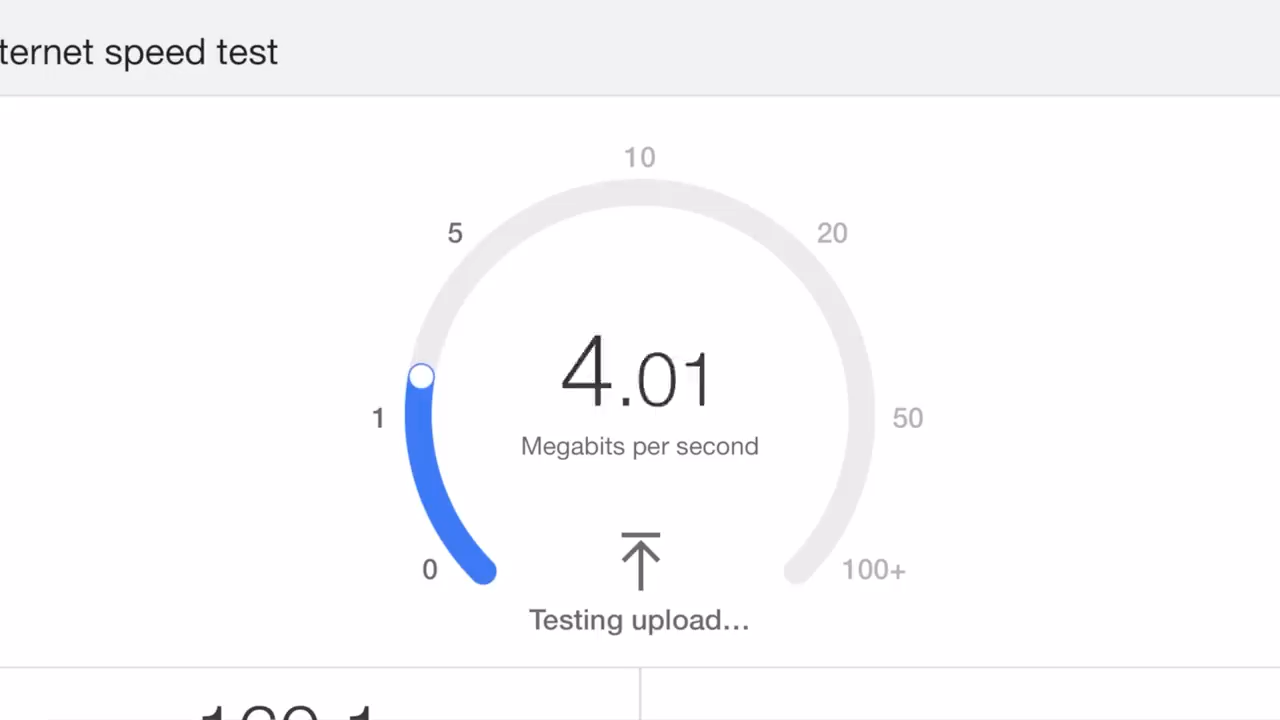 ternet speed test
10
5
20
4.01
1
50
Megabits per second
0
100+
Testing upload...